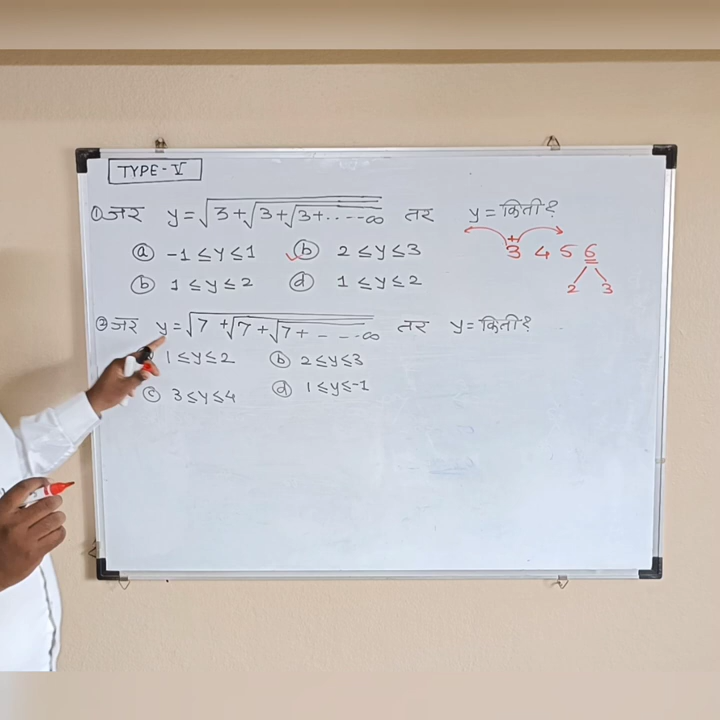 TYPE - V
① जर y = √3 + √3 + √3 + .... ∞ तर y = किती?
ⓐ -1 ≤ y ≤ 1 ✓ⓑ 2 ≤ y ≤ 3
ⓑ 1 ≤ y ≤ 2 ⓓ 1 ≤ y ≤ 2
+
3 4 5 6
2 3
② जर y = √7 + √7 + √7 + - - - ∞ तर y = किती?
1 ≤ y ≤ 2 ⓑ 2 ≤ y ≤ 3
ⓒ 3 ≤ y ≤ 4 ⓓ 1 ≤ y ≤ -1